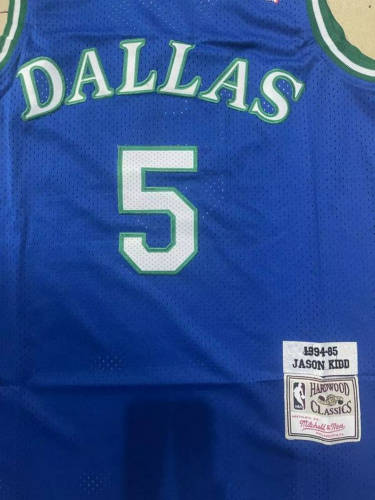 DALLAS
5
1994-95
JASON KIDD
HARDWOOD
CLASSICS
Mitchell & Ness